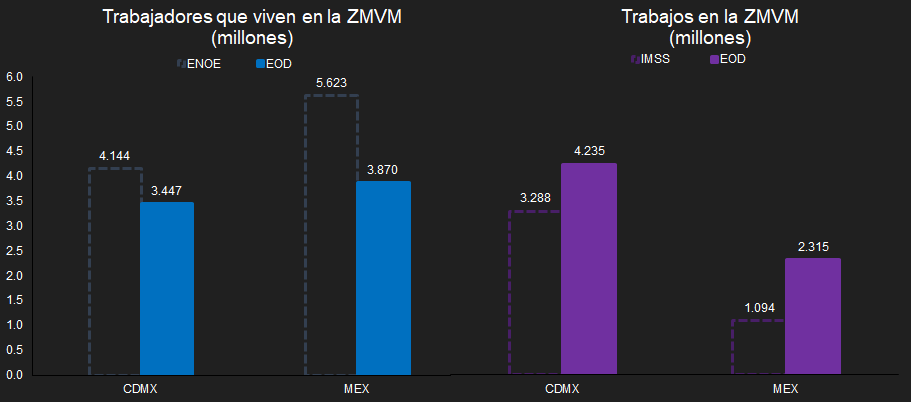 Trabajadores que viven en la ZMVM
(millones)
ENOE EOD
6.0
5.5
5.0
4.5
4.0
3.5
3.0
2.5
2.0
1.5
1.0
0.5
0.0
4.144
3.447
5.623
3.870
CDMX MEX
Trabajos en la ZMVM
(millones)
IMSS EOD
3.288
4.235
1.094
2.315
CDMX MEX